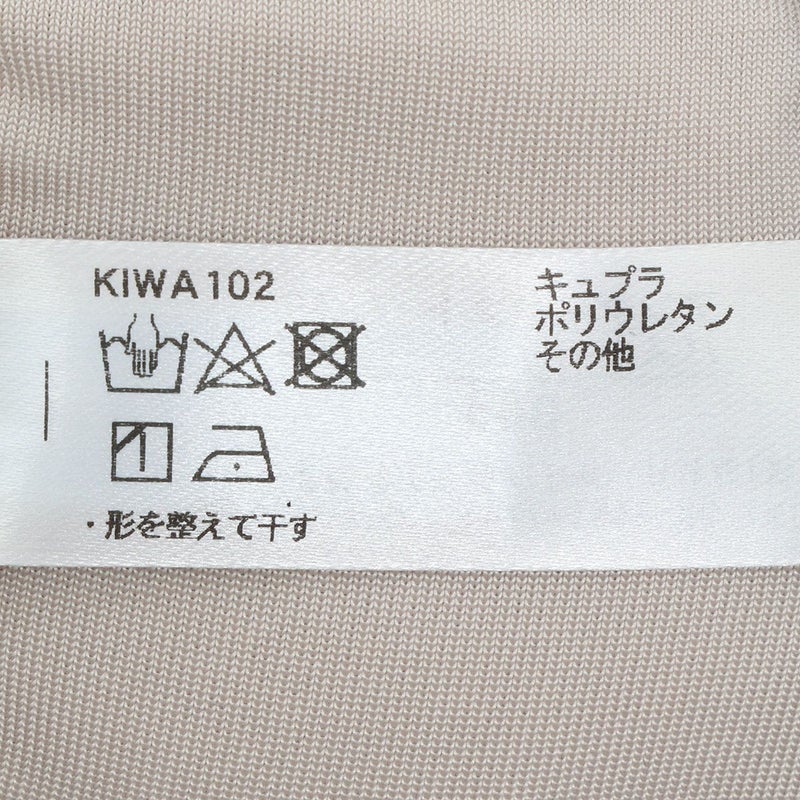 KIWA102
・形を整えて干す
キュプラ
ポリウレタン
その他